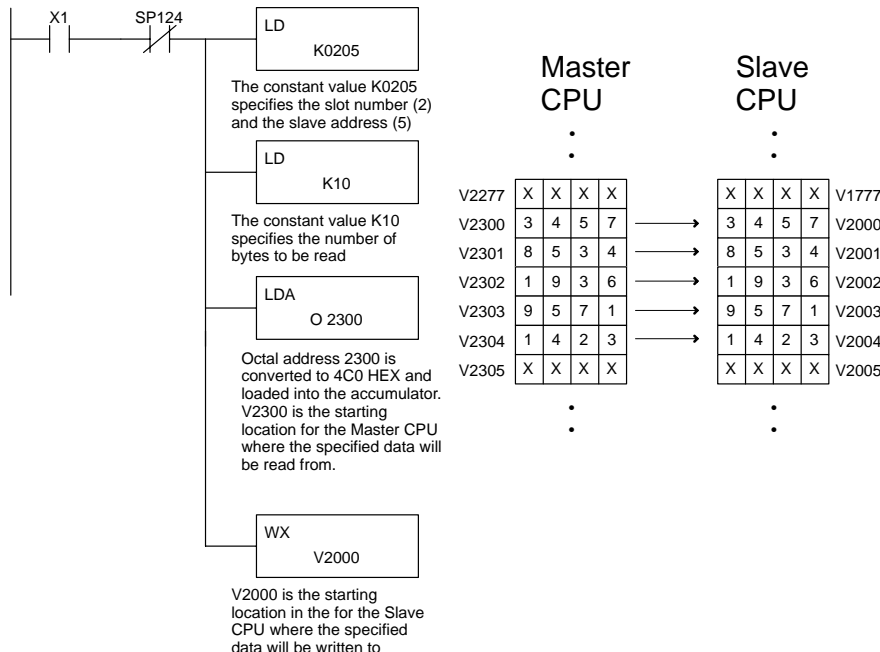 X1
SP124
LD
K0205
The constant value K0205
specifies the slot number (2)
and the slave address (5)
LD
K10
The constant value K10
specifies the number of
bytes to be read
LDA
O 2300
Octal address 2300 is
converted to 4C0 HEX and
loaded into the accumulator.
V2300 is the starting
location for the Master CPU
where the specified data will
be read from.
WX
V2000
V2000 is the starting
location in the for the Slave
CPU where the specified
data will be written to
Master
CPU
Slave
CPU
V2277 X X X X X X X X V1777
V2300 3 4 5 7 3 4 5 7 V2000
V2301 8 5 3 4 8 5 3 4 V2001
V2302 1 9 3 6 1 9 3 6 V2002
V2303 9 5 7 1 9 5 7 1 V2003
V2304 1 4 2 3 1 4 2 3 V2004
V2305 X X X X X X X X V2005